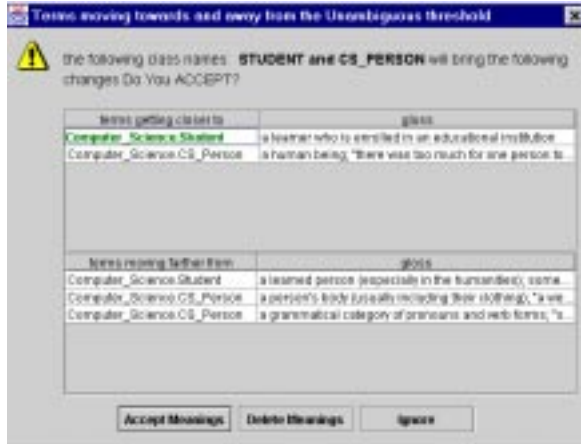 Terms moving towards and away from the Unambiguous threshold
the following class names STUDENT and CS_PERSON will bring the following
changes Do You ACCEPT?
terms getting closer to gloss
Computer_Science.Student a learner who is enrolled in an educational institution
Computer_Science.CS_Person a human being; "there was too much for one person to...
terms moving farther from gloss
Computer_Science.Student a learned person (especially in the humanities); some...
Computer_Science.CS_Person a person's body (usually including their clothing); "a we...
Computer_Science.CS_Person a grammatical category of pronouns and verb forms; "s...
Accept Meanings Delete Meanings Ignore